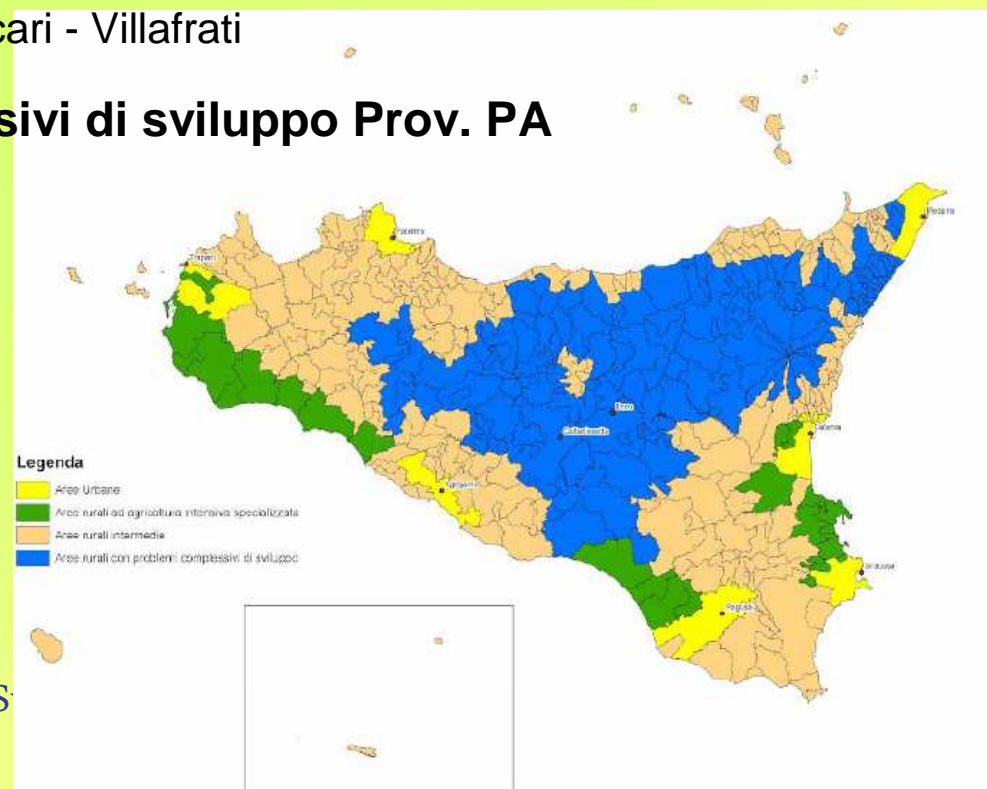 cari - Villafrati
sivi di sviluppo Prov. PA
Messina
Palermo
Trapani
Enna
Caltanissetta
Catania
Legenda
Aree Urbane
Agrigento
Aree rurali ad agricoltura intensiva specializzata
Aree rurali intermedie
Aree rurali con problemi complessivi di sviluppo
Siracusa
Ragusa
S